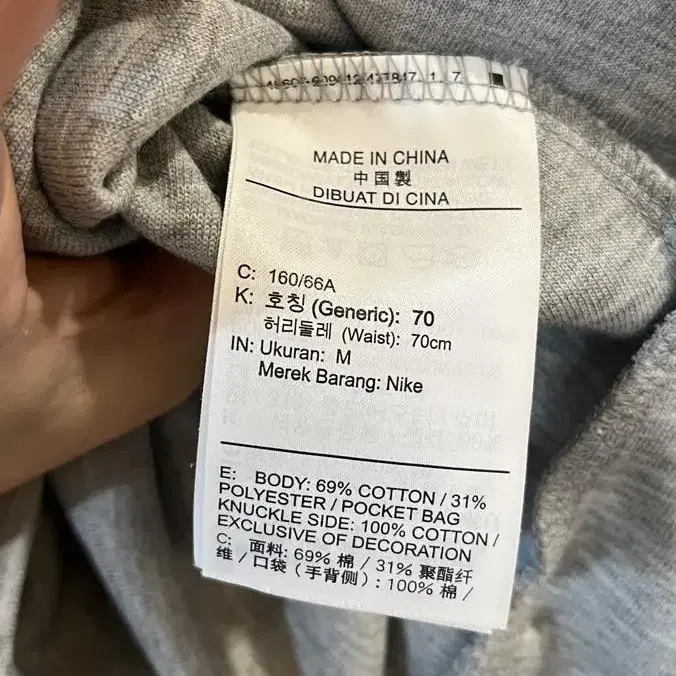 MADE IN CHINA
中国製
DIBUAT DI CINA
C: 160/66A
K: 호칭 (Generic): 70
허리둘레 (Waist): 70cm
IN: Ukuran: M
Merek Barang: Nike
E: BODY: 69% COTTON / 31%
POLYESTER / POCKET BAG
KNUCKLE SIDE: 100% COTTON /
EXCLUSIVE OF DECORATION
C: 面料: 69% 棉 / 31% 聚酯纤
维 / 口袋 (手背侧) : 100% 棉 /